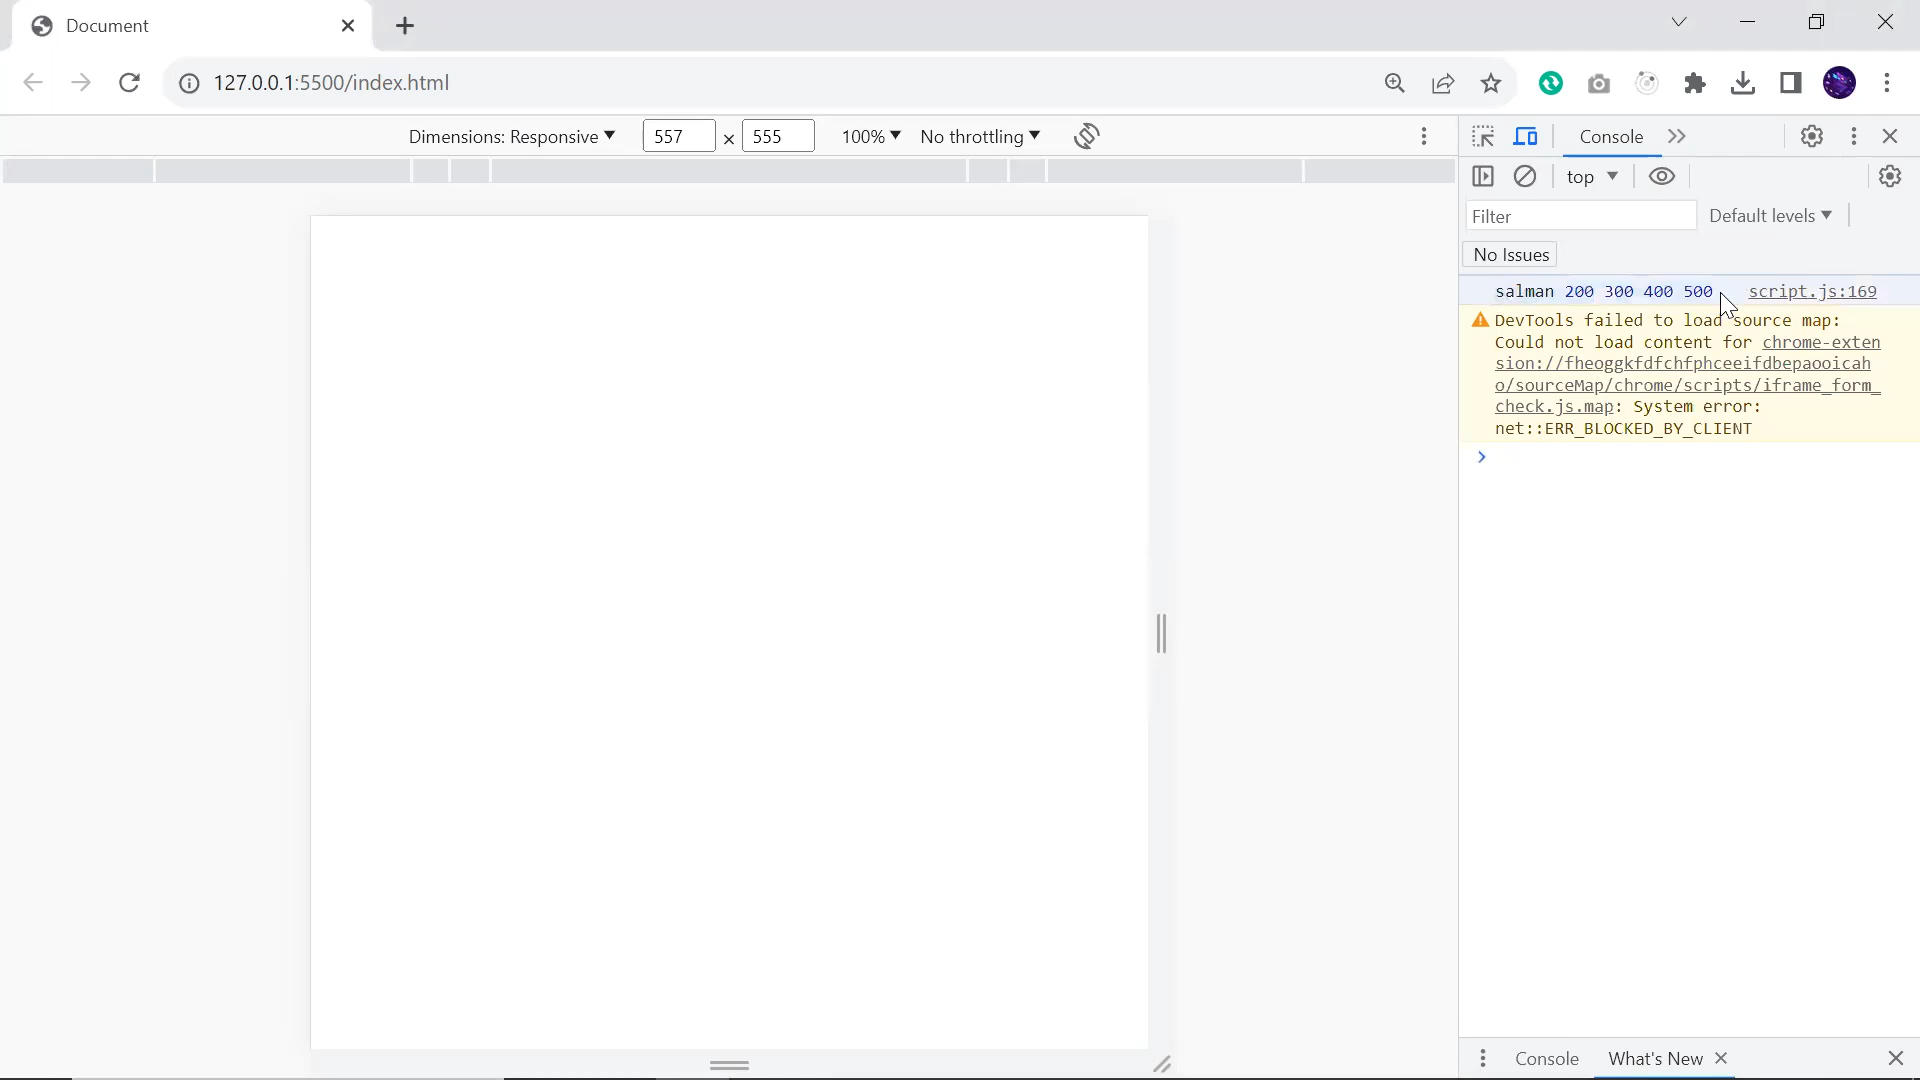 Document
127.0.0.1:5500/index.html
Dimensions: Responsive 557 × 555 100% No throttling
Console
top
Filter Default levels
No Issues
salman 200 300 400 500 script.js:169
DevTools failed to load source map:
Could not load content for chrome-exten
sion://fheoggkfdfchfphceeifdbepaooicah
o/sourceMap/chrome/scripts/iframe_form_
check.js.map: System error:
net::ERR_BLOCKED_BY_CLIENT
Console What's New